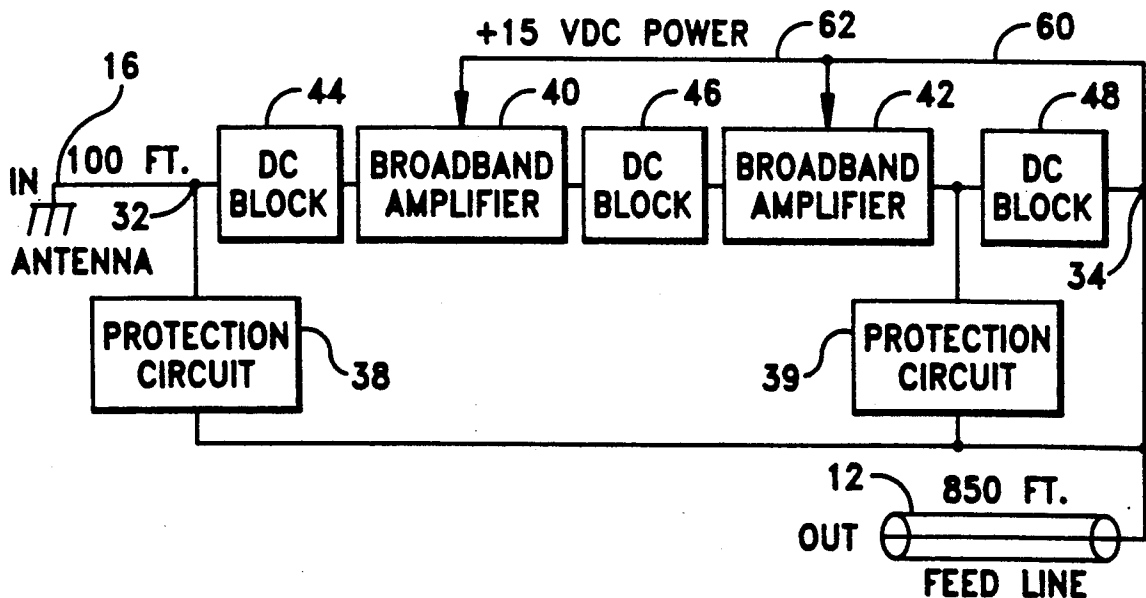 +15 VDC POWER
62
60
16
44
40
46
42
48
IN
100 FT.
32
ANTENNA
DC
BLOCK
BROADBAND
AMPLIFIER
DC
BLOCK
BROADBAND
AMPLIFIER
DC
BLOCK
34
PROTECTION
CIRCUIT
38
39
PROTECTION
CIRCUIT
12
850 FT.
OUT
FEED LINE